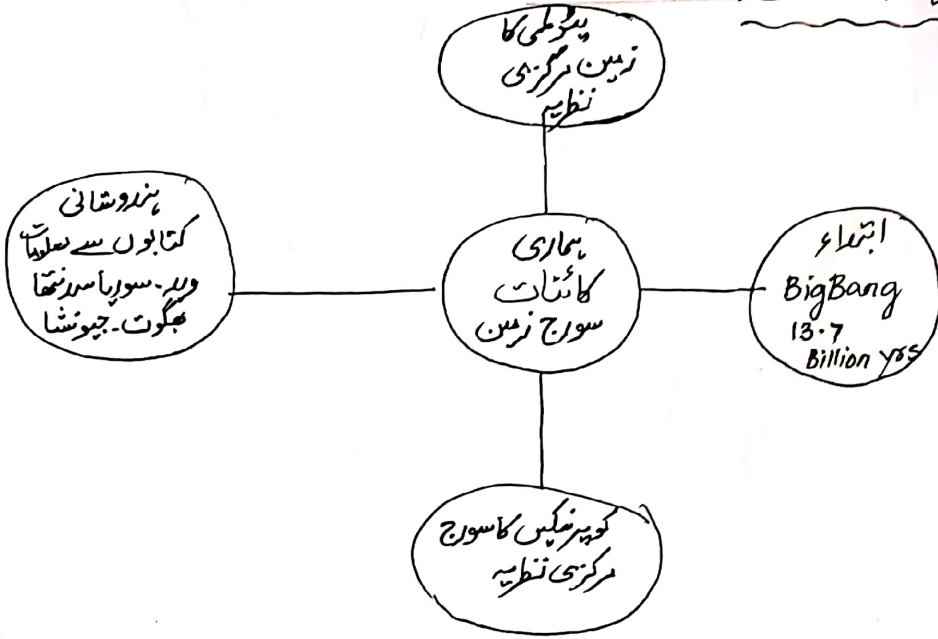 پٹولمی کا
زمین مرکزی
نظریہ
ہماری
کائنات
سورج زمین
ابتداء
BigBang
13.7
Billion yrs
ہندوستانی
کتابوں سے معلومات
وید۔ سوریا سدنتھا
بھگوت۔ جیوتشا
کوپرنیکس کا سورج
مرکزی نظریہ